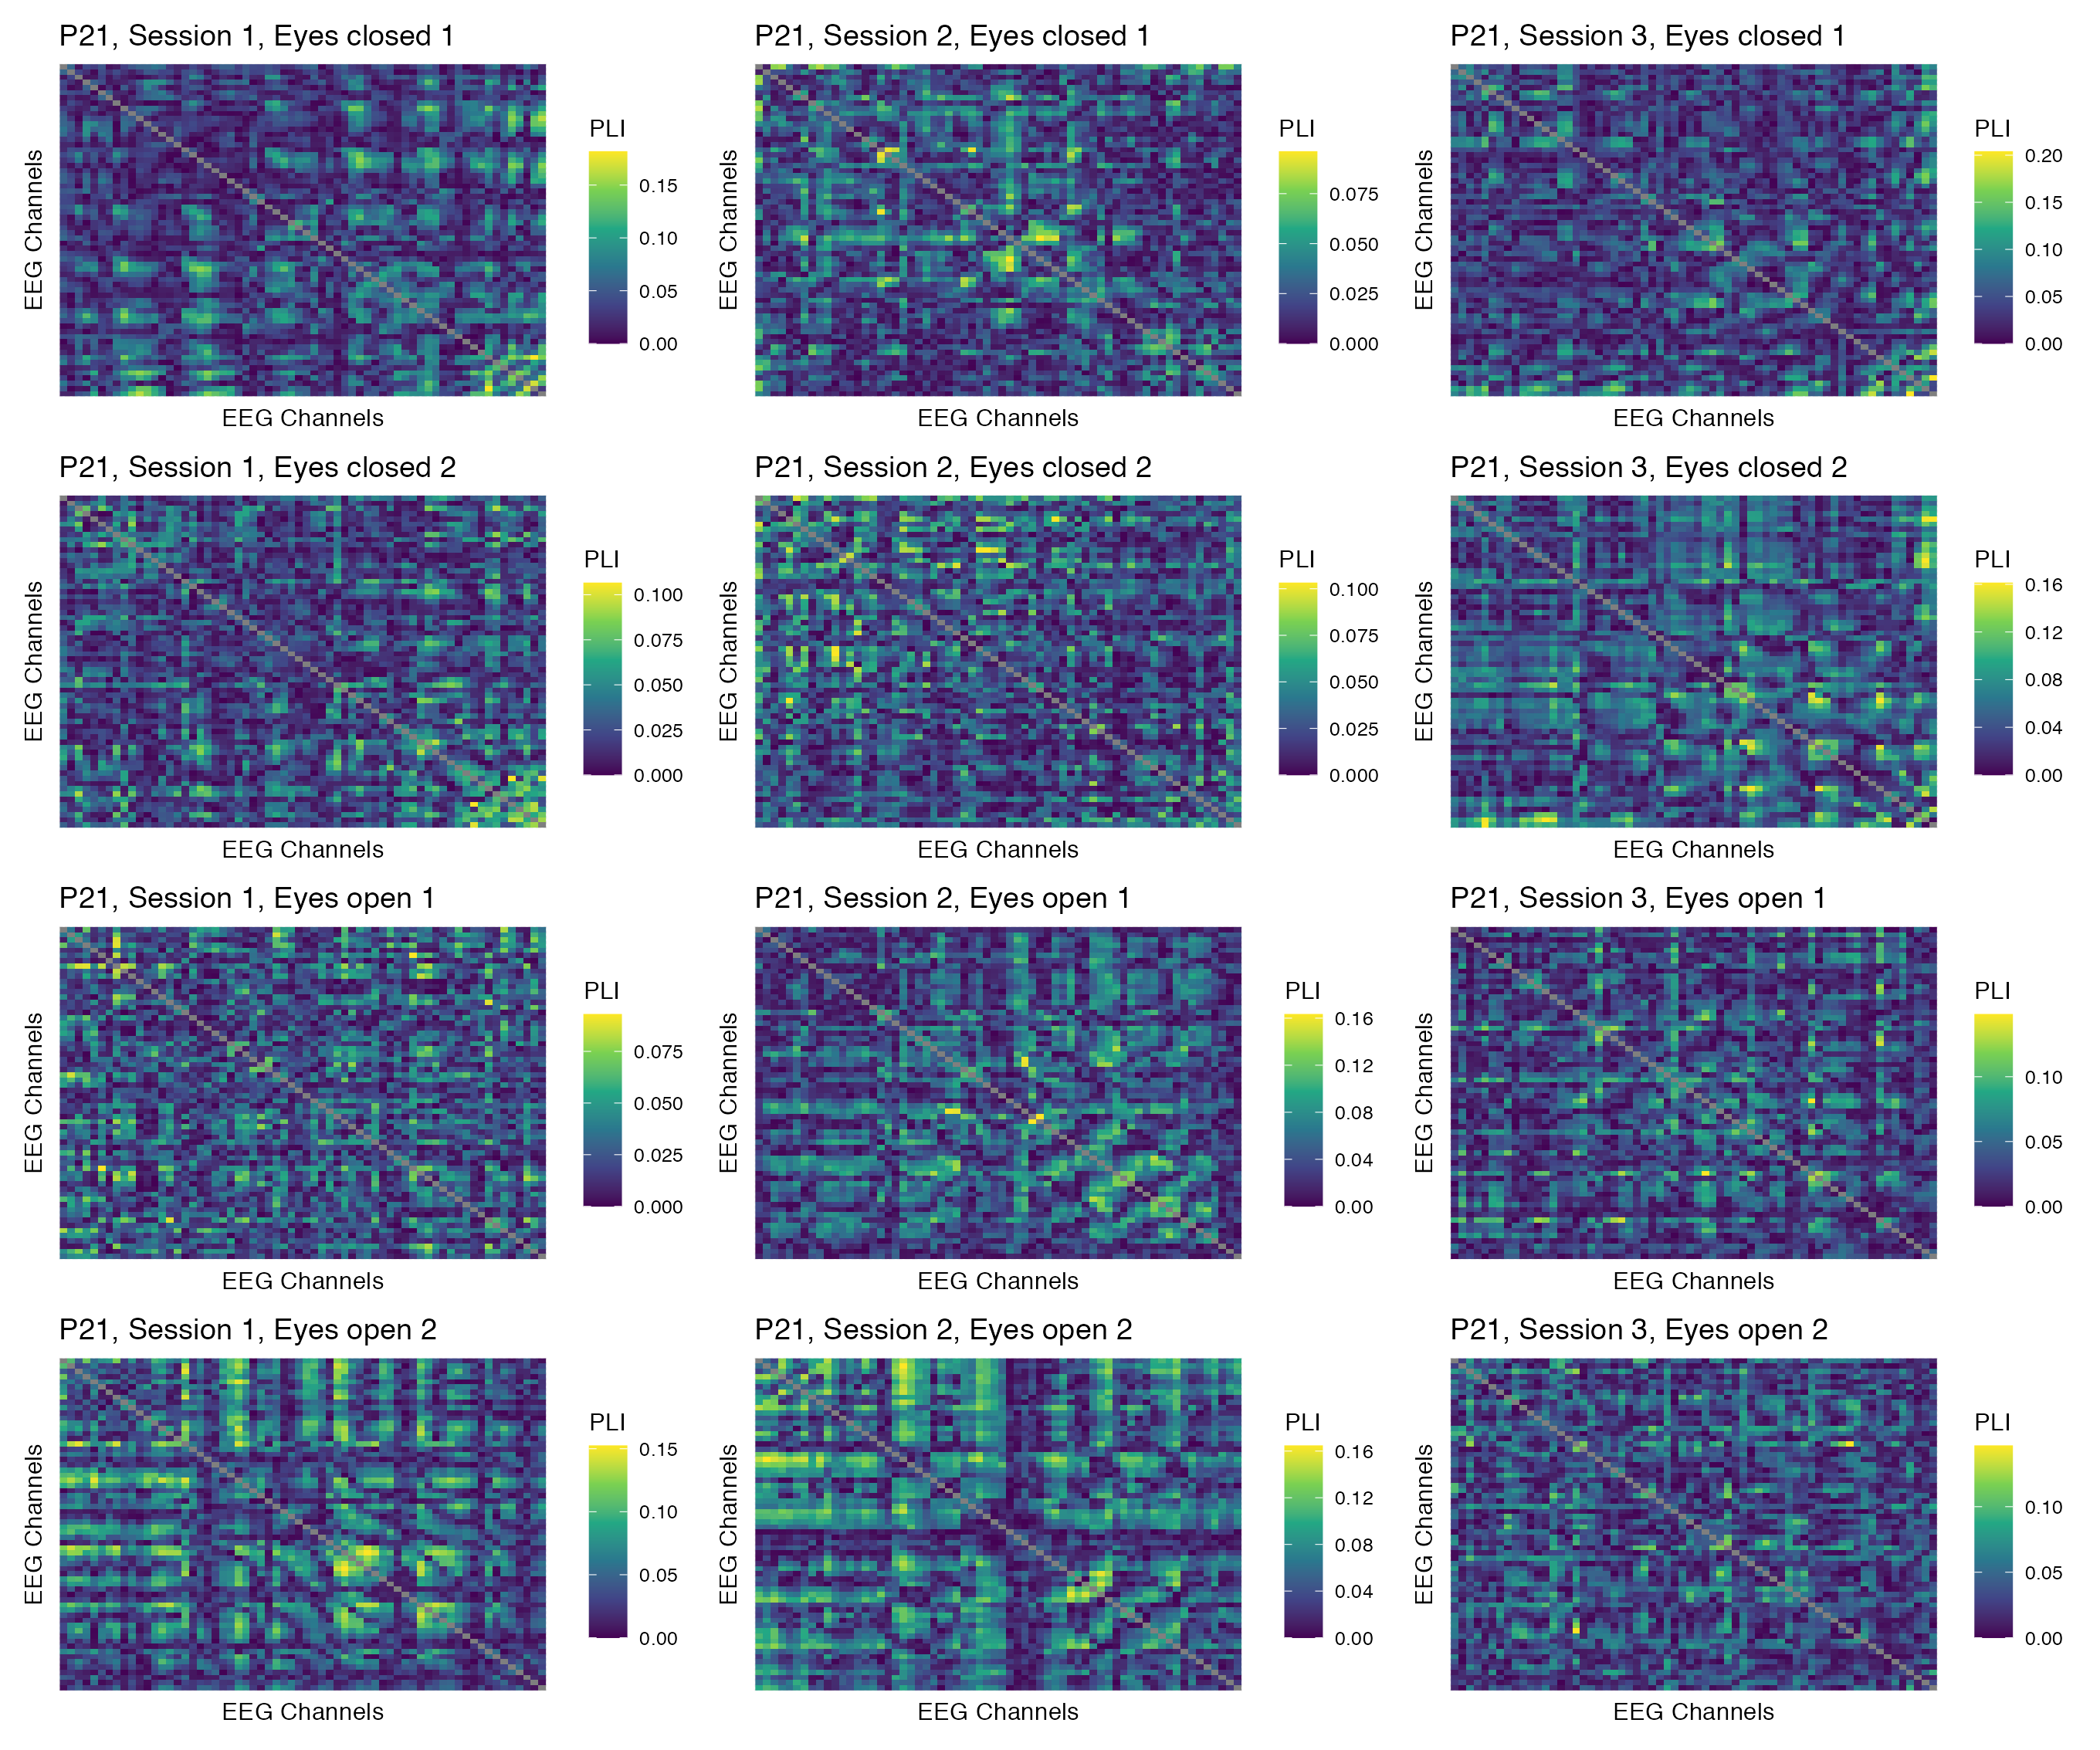 P21, Session 1, Eyes closed 1
EEG Channels
EEG Channels
PLI
0.15
0.10
0.05
0.00
P21, Session 2, Eyes closed 1
EEG Channels
EEG Channels
PLI
0.075
0.050
0.025
0.000
P21, Session 3, Eyes closed 1
EEG Channels
EEG Channels
PLI
0.20
0.15
0.10
0.05
0.00
P21, Session 1, Eyes closed 2
EEG Channels
EEG Channels
PLI
0.100
0.075
0.050
0.025
0.000
P21, Session 2, Eyes closed 2
EEG Channels
EEG Channels
PLI
0.100
0.075
0.050
0.025
0.000
P21, Session 3, Eyes closed 2
EEG Channels
EEG Channels
PLI
0.16
0.12
0.08
0.04
0.00
P21, Session 1, Eyes open 1
EEG Channels
EEG Channels
PLI
0.075
0.050
0.025
0.000
P21, Session 2, Eyes open 1
EEG Channels
EEG Channels
PLI
0.16
0.12
0.08
0.04
0.00
P21, Session 3, Eyes open 1
EEG Channels
EEG Channels
PLI
0.10
0.05
0.00
P21, Session 1, Eyes open 2
EEG Channels
EEG Channels
PLI
0.15
0.10
0.05
0.00
P21, Session 2, Eyes open 2
EEG Channels
EEG Channels
PLI
0.16
0.12
0.08
0.04
0.00
P21, Session 3, Eyes open 2
EEG Channels
EEG Channels
PLI
0.10
0.05
0.00